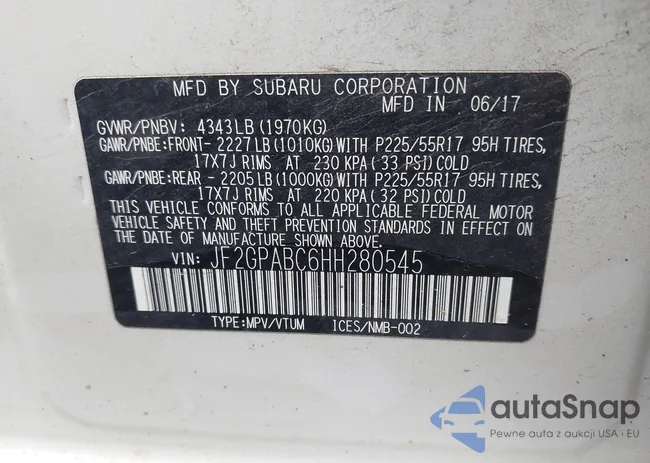 MFD BY SUBARU CORPORATION
MFD IN 06/17
GVWR/PNBV: 4343LB(1970KG)
GAWR/PNBE:FRONT- 2227LB(1010KG)WITH P225/55R17 95H TIRES,
17X7J RIMS AT 230 KPA( 33 PSI)COLD
GAWR/PNBE:REAR - 2205LB(1000KG)WITH P225/55R17 95H TIRES,
17X7J RIMS AT 220 KPA( 32 PSI)COLD
THIS VEHICLE CONFORMS TO ALL APPLICABLE FEDERAL MOTOR
VEHICLE SAFETY AND THEFT PREVENTION STANDARDS IN EFFECT ON
THE DATE OF MANUFACTURE SHOWN ABOVE.
VIN: JF2GPABC6HH280545
TYPE:MPV/VTUM ICES/NMB-002
autaSnap
Pewne auta z aukcji USA i EU